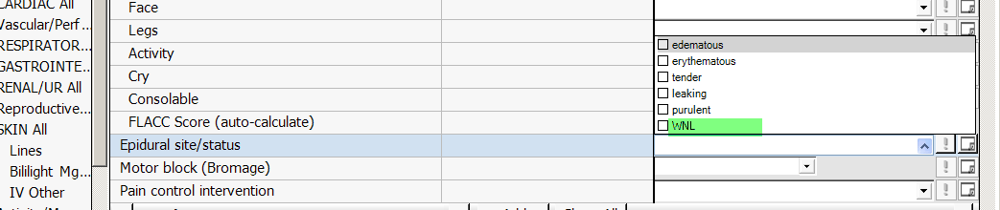 CARDIAC All
Vascular/Perf...
RESPIRATOR...
GASTROINTE...
RENAL/UR All
Reproductive...
SKIN All
Lines
Bililight Mg...
IV Other
Face
Legs
Activity
Cry
Consolable
FLACC Score (auto-calculate)
Epidural site/status
Motor block (Bromage)
Pain control intervention
edematous
erythematous
tender
leaking
purulent
WNL